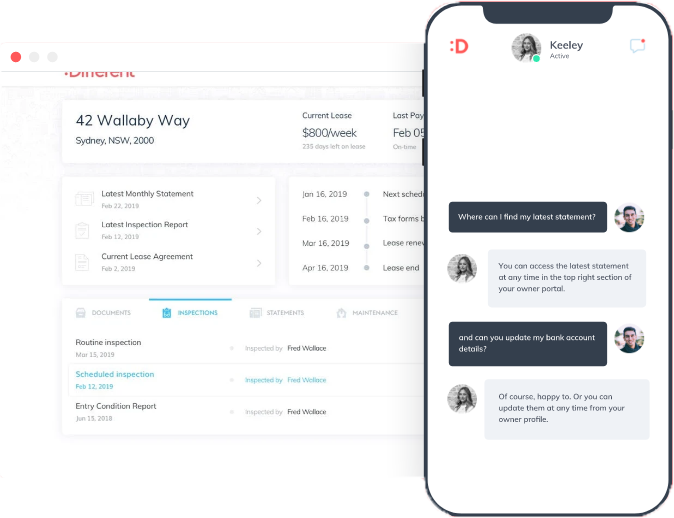 :Different
42 Wallaby Way
Sydney, NSW, 2000
Current Lease
$800/week
235 days left on lease
Last Pay
Feb 05
On-time
Latest Monthly Statement
Feb 22, 2019
Latest Inspection Report
Feb 12, 2019
Current Lease Agreement
Feb 2, 2019
Jan 16, 2019
Next sched
Feb 16, 2019
Tax forms b
Mar 16, 2019
Lease renew
Apr 16, 2019
Lease end
DOCUMENTS
INSPECTIONS
STATEMENTS
MAINTENANCE
Routine inspection
Mar 15, 2019
Inspected by Fred Wallace
Scheduled inspection
Feb 12, 2019
Inspected by Fred Wallace
Entry Condition Report
Jun 15, 2018
Inspected by Fred Wallace
:D
Keeley
Active
Where can I find my latest statement?
You can access the latest statement
at any time in the top right section of
your owner portal.
and can you update my bank account
details?
Of course, happy to. Or you can
update them at any time from your
owner profile.